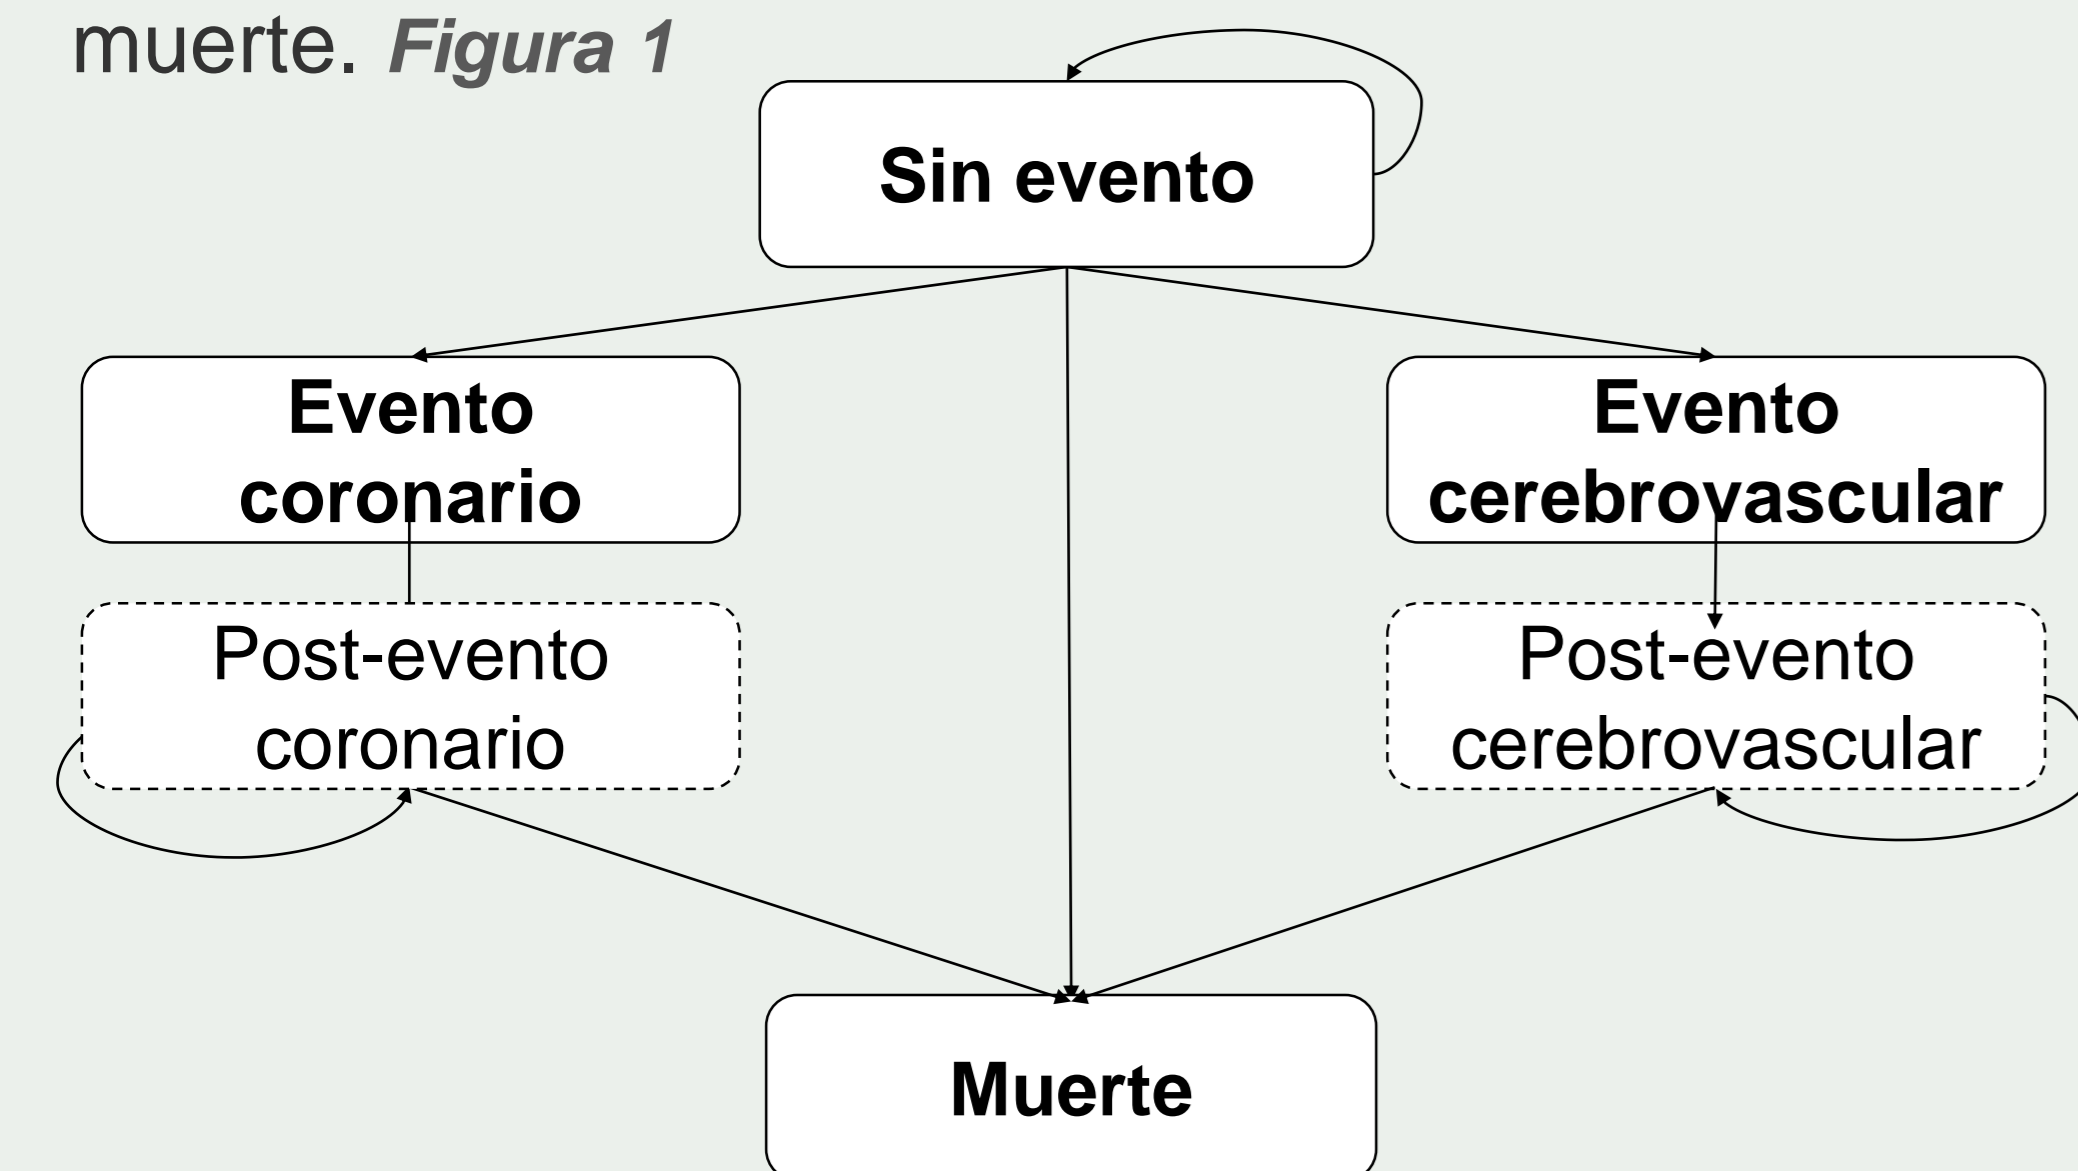 muerte. Figura 1
Sin evento
Evento
coronario
Evento
cerebrovascular
Post-evento
coronario
Post-evento
cerebrovascular
Muerte